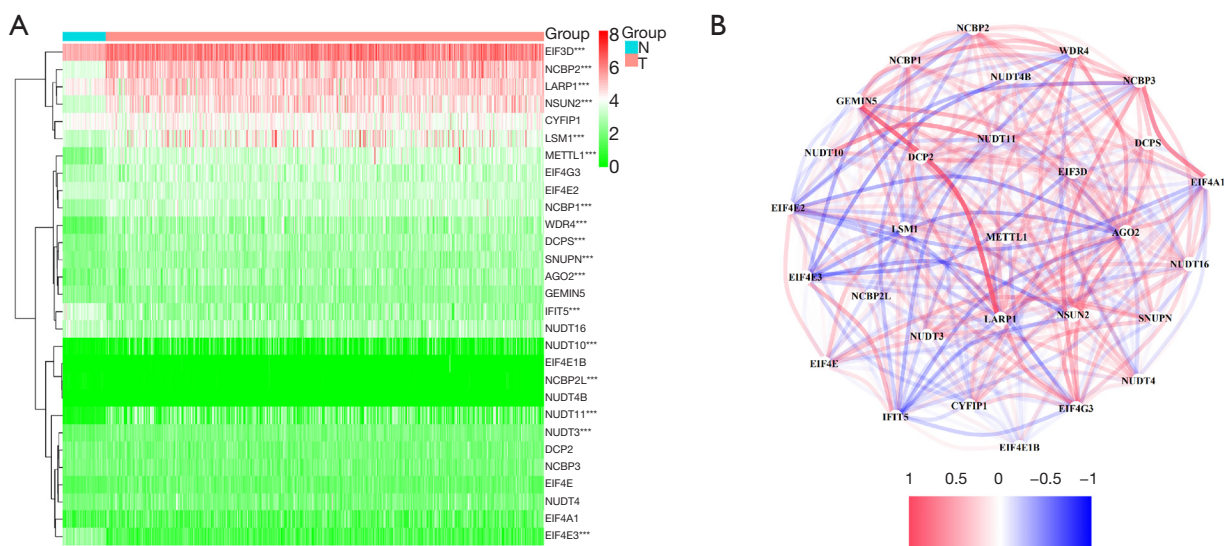 A
Group
EIF3D***
NCBP2***
LARP1***
NSUN2***
CYFIP1
LSM1***
METTL1***
EIF4G3
EIF4E2
NCBP1***
WDR4***
DCPS***
SNUPN***
AGO2***
GEMIN5
IFIT5***
NUDT16
NUDT10***
EIF4E1B
NCBP2L***
NUDT4B
NUDT11***
NUDT3***
DCP2
NCBP3
EIF4E
NUDT4
EIF4A1
EIF4E3***
8
6
4
2
0
Group
N
T
B
NCBP2
WDR4
NCBP1
NUDT4B
NCBP3
GEMIN5
NUDT11
DCPS
NUDT10
DCP2
EIF3D
EIF4A1
EIF4E2
LSM1
METTL1
AGO2
NUDT16
EIF4E3
NCBP2L
LARP1
NSUN2
SNUPN
NUDT3
EIF4E
NUDT4
IFIT5
CYFIP1
EIF4G3
EIF4E1B
1 0.5 0 −0.5 −1